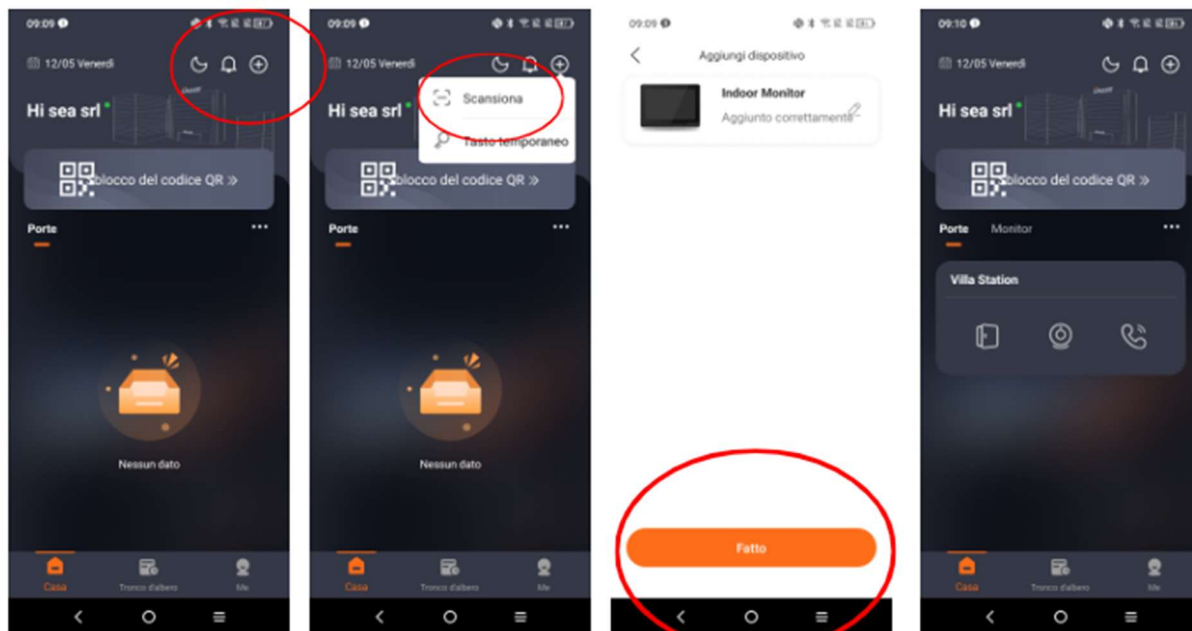 09:09
12/05 Venerdì
Hi sea srl
blocco del codice QR »
Porte
Nessun dato
Casa
Tronco d'albero
Me
09:09
12/05 Venerdì
Scansiona
Hi sea srl
Tasto temporaneo
blocco del codice QR »
Porte
Nessun dato
Casa
Tronco d'albero
Me
09:09
Aggiungi dispositivo
Indoor Monitor
Aggiunto correttamente
Fatto
09:10
12/05 Venerdì
Hi sea srl
blocco del codice QR »
Porte Monitor
Villa Station
Casa
Tronco d'albero
Me